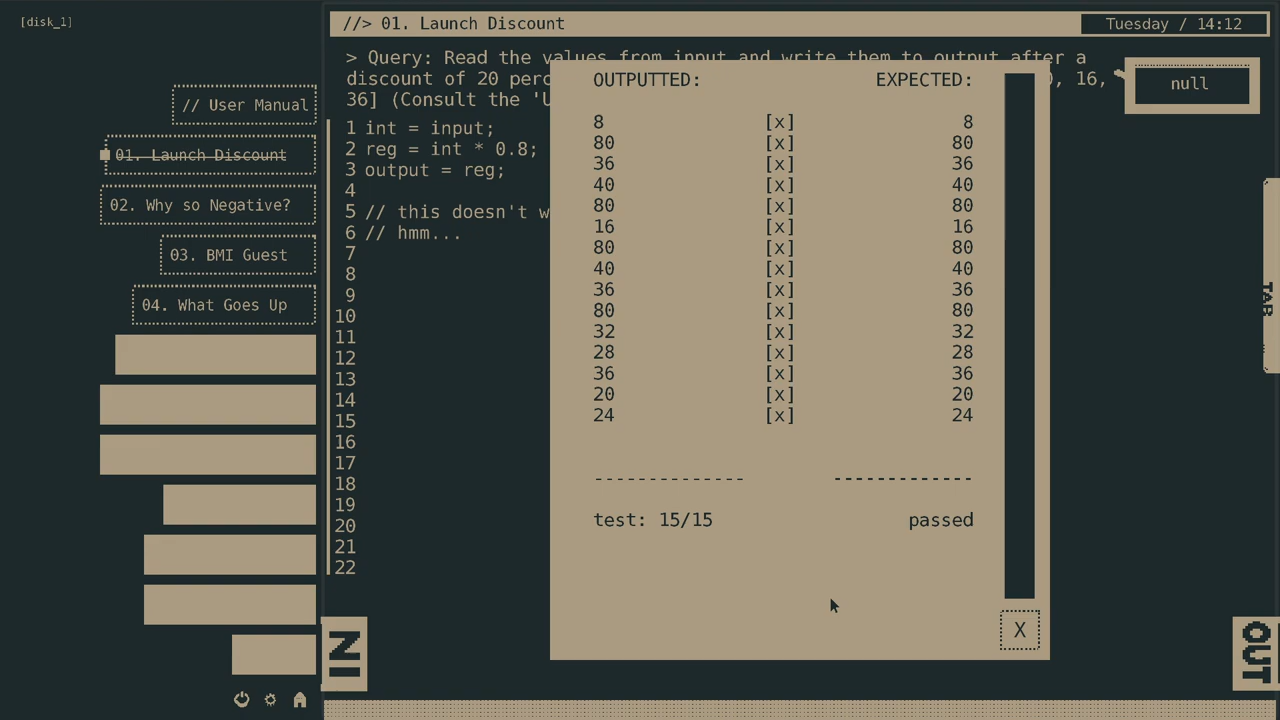 [disk_1]
//> 01. Launch Discount
Tuesday / 14:12
> Query: Read the values from input and write them to output after a
discount of 20 perc 0, 16,
36] (Consult the 'U
null
// User Manual
01. Launch Discount
02. Why so Negative?
03. BMI Guest
04. What Goes Up
1 int = input;
2 reg = int * 0.8;
3 output = reg;
4
5 // this doesn't w
6 // hmm...
7
8
9
10
11
12
13
14
15
16
17
18
19
20
21
22
OUTPUTTED: EXPECTED:
8 [x] 8
80 [x] 80
36 [x] 36
40 [x] 40
80 [x] 80
16 [x] 16
80 [x] 80
40 [x] 40
36 [x] 36
80 [x] 80
32 [x] 32
28 [x] 28
36 [x] 36
20 [x] 20
24 [x] 24
-------------- -------------
test: 15/15 passed
X
TAB
IN
OUT